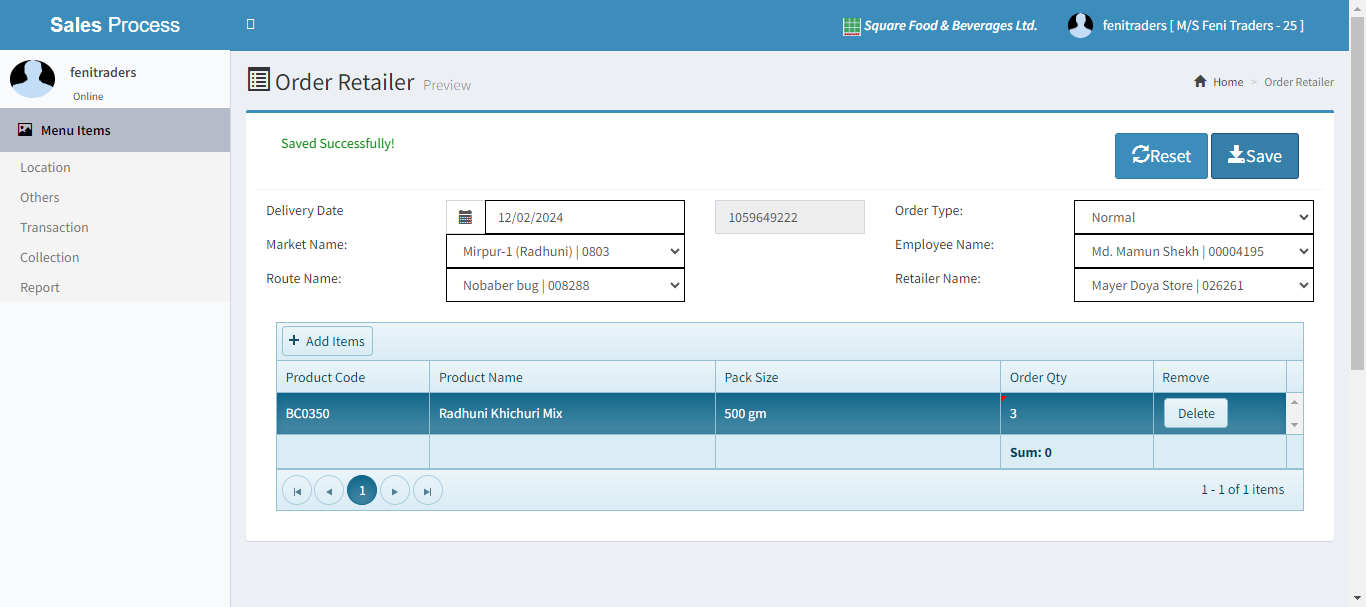 Sales Process
Square Food & Beverages Ltd.
fenitraders [ M/S Feni Traders - 25 ]
fenitraders
Online
Menu Items
Location
Others
Transaction
Collection
Report
Order Retailer Preview
Home > Order Retailer
Saved Successfully!
Reset Save
Delivery Date 12/02/2024 1059649222 Order Type: Normal
Market Name: Mirpur-1 (Radhuni) | 0803 Employee Name: Md. Mamun Shekh | 00004195
Route Name: Nobaber bug | 008288 Retailer Name: Mayer Doya Store | 026261
+ Add Items
Product Code Product Name Pack Size Order Qty Remove
BC0350 Radhuni Khichuri Mix 500 gm 3 Delete
Sum: 0
1 1 - 1 of 1 items